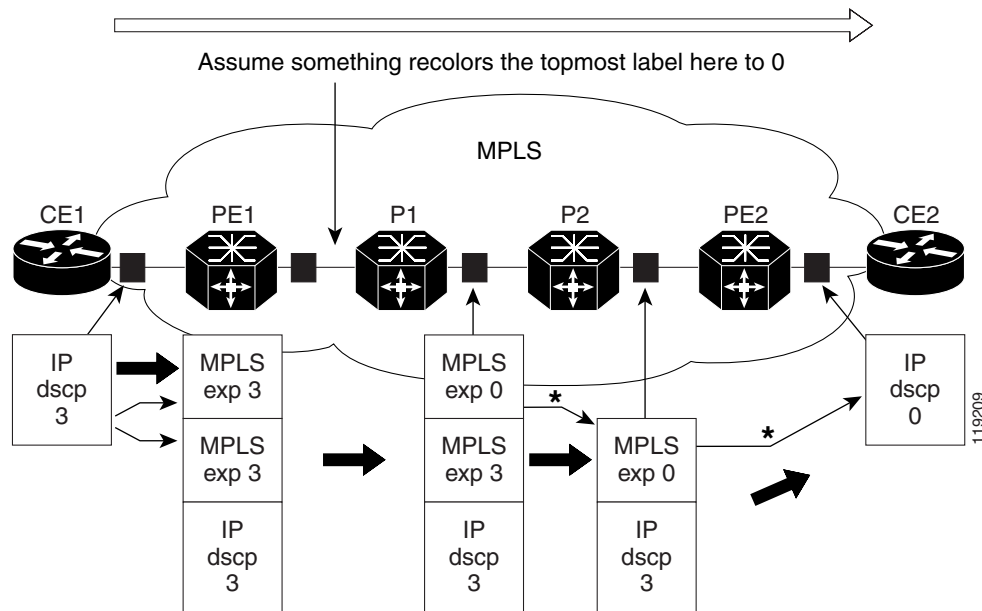 Assume something recolors the topmost label here to 0
MPLS
CE1
PE1
P1
P2
PE2
CE2
IP
dscp
3
MPLS
exp 3
MPLS
exp 3
IP
dscp
3
MPLS
exp 0
*
MPLS
exp 3
IP
dscp
3
MPLS
exp 0
*
IP
dscp
3
IP
dscp
0
119209